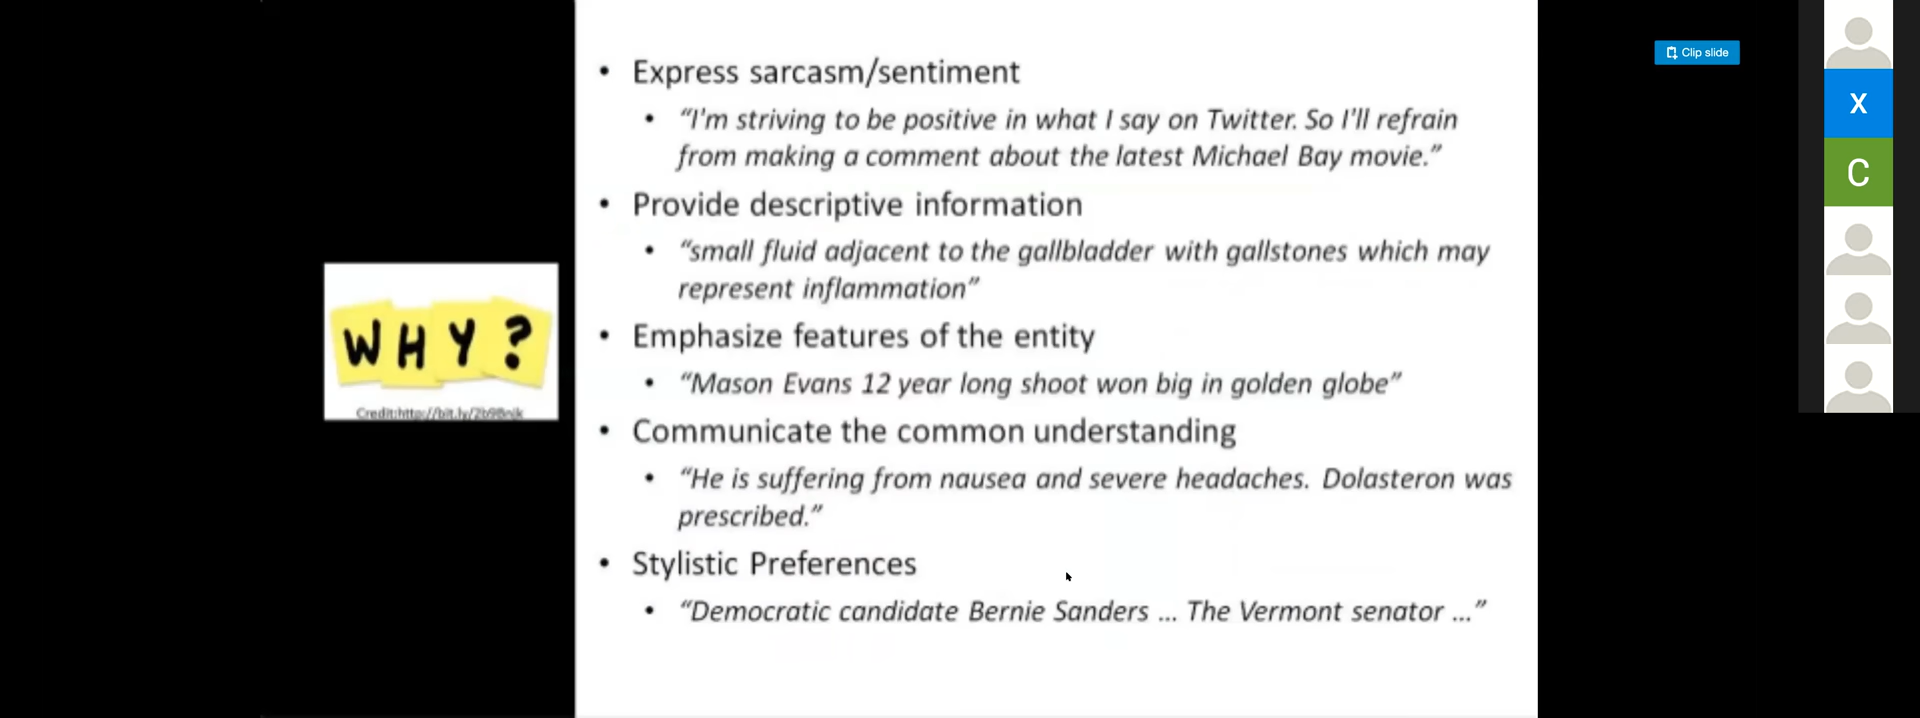 Clip slide
X
C
WHY?
• Express sarcasm/sentiment
• “I'm striving to be positive in what I say on Twitter. So I'll refrain
from making a comment about the latest Michael Bay movie.”
• Provide descriptive information
• “small fluid adjacent to the gallbladder with gallstones which may
represent inflammation”
• Emphasize features of the entity
• “Mason Evans 12 year long shoot won big in golden globe”
• Communicate the common understanding
• “He is suffering from nausea and severe headaches. Dolasteron was
prescribed.”
• Stylistic Preferences
• “Democratic candidate Bernie Sanders ... The Vermont senator ...”